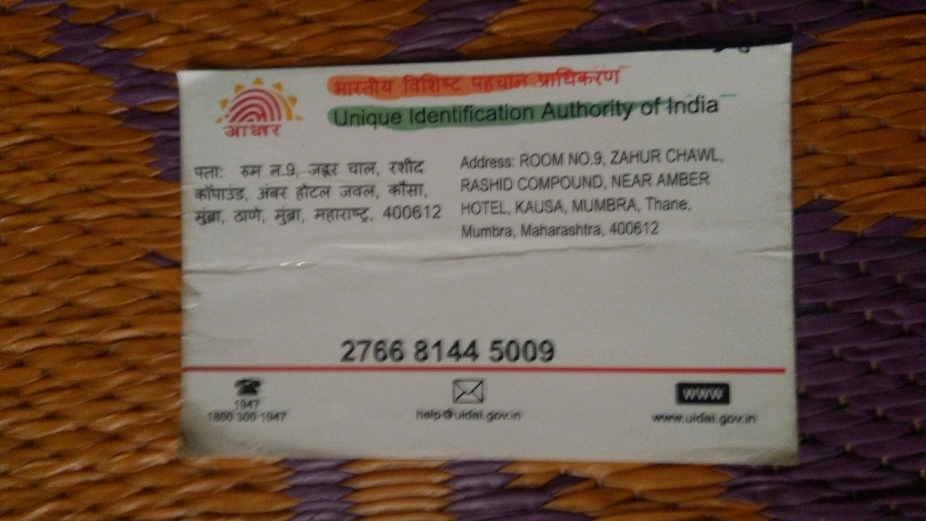 भारतीय विशिष्ट पहचान प्राधिकरण
Unique Identification Authority of India
आधार
पता: रुम न.9, जहूर चाल, रशीद
कॉपाउंड, अंबर होटल जवल, कौसा,
मुंब्रा, ठाणे, मुंब्रा, महाराष्ट्र, 400612
Address: ROOM NO.9, ZAHUR CHAWL,
RASHID COMPOUND, NEAR AMBER
HOTEL, KAUSA, MUMBRA, Thane,
Mumbra, Maharashtra, 400612
2766 8144 5009
1947
1800 300 1947
help@uidai.gov.in
www
www.uidai.gov.in